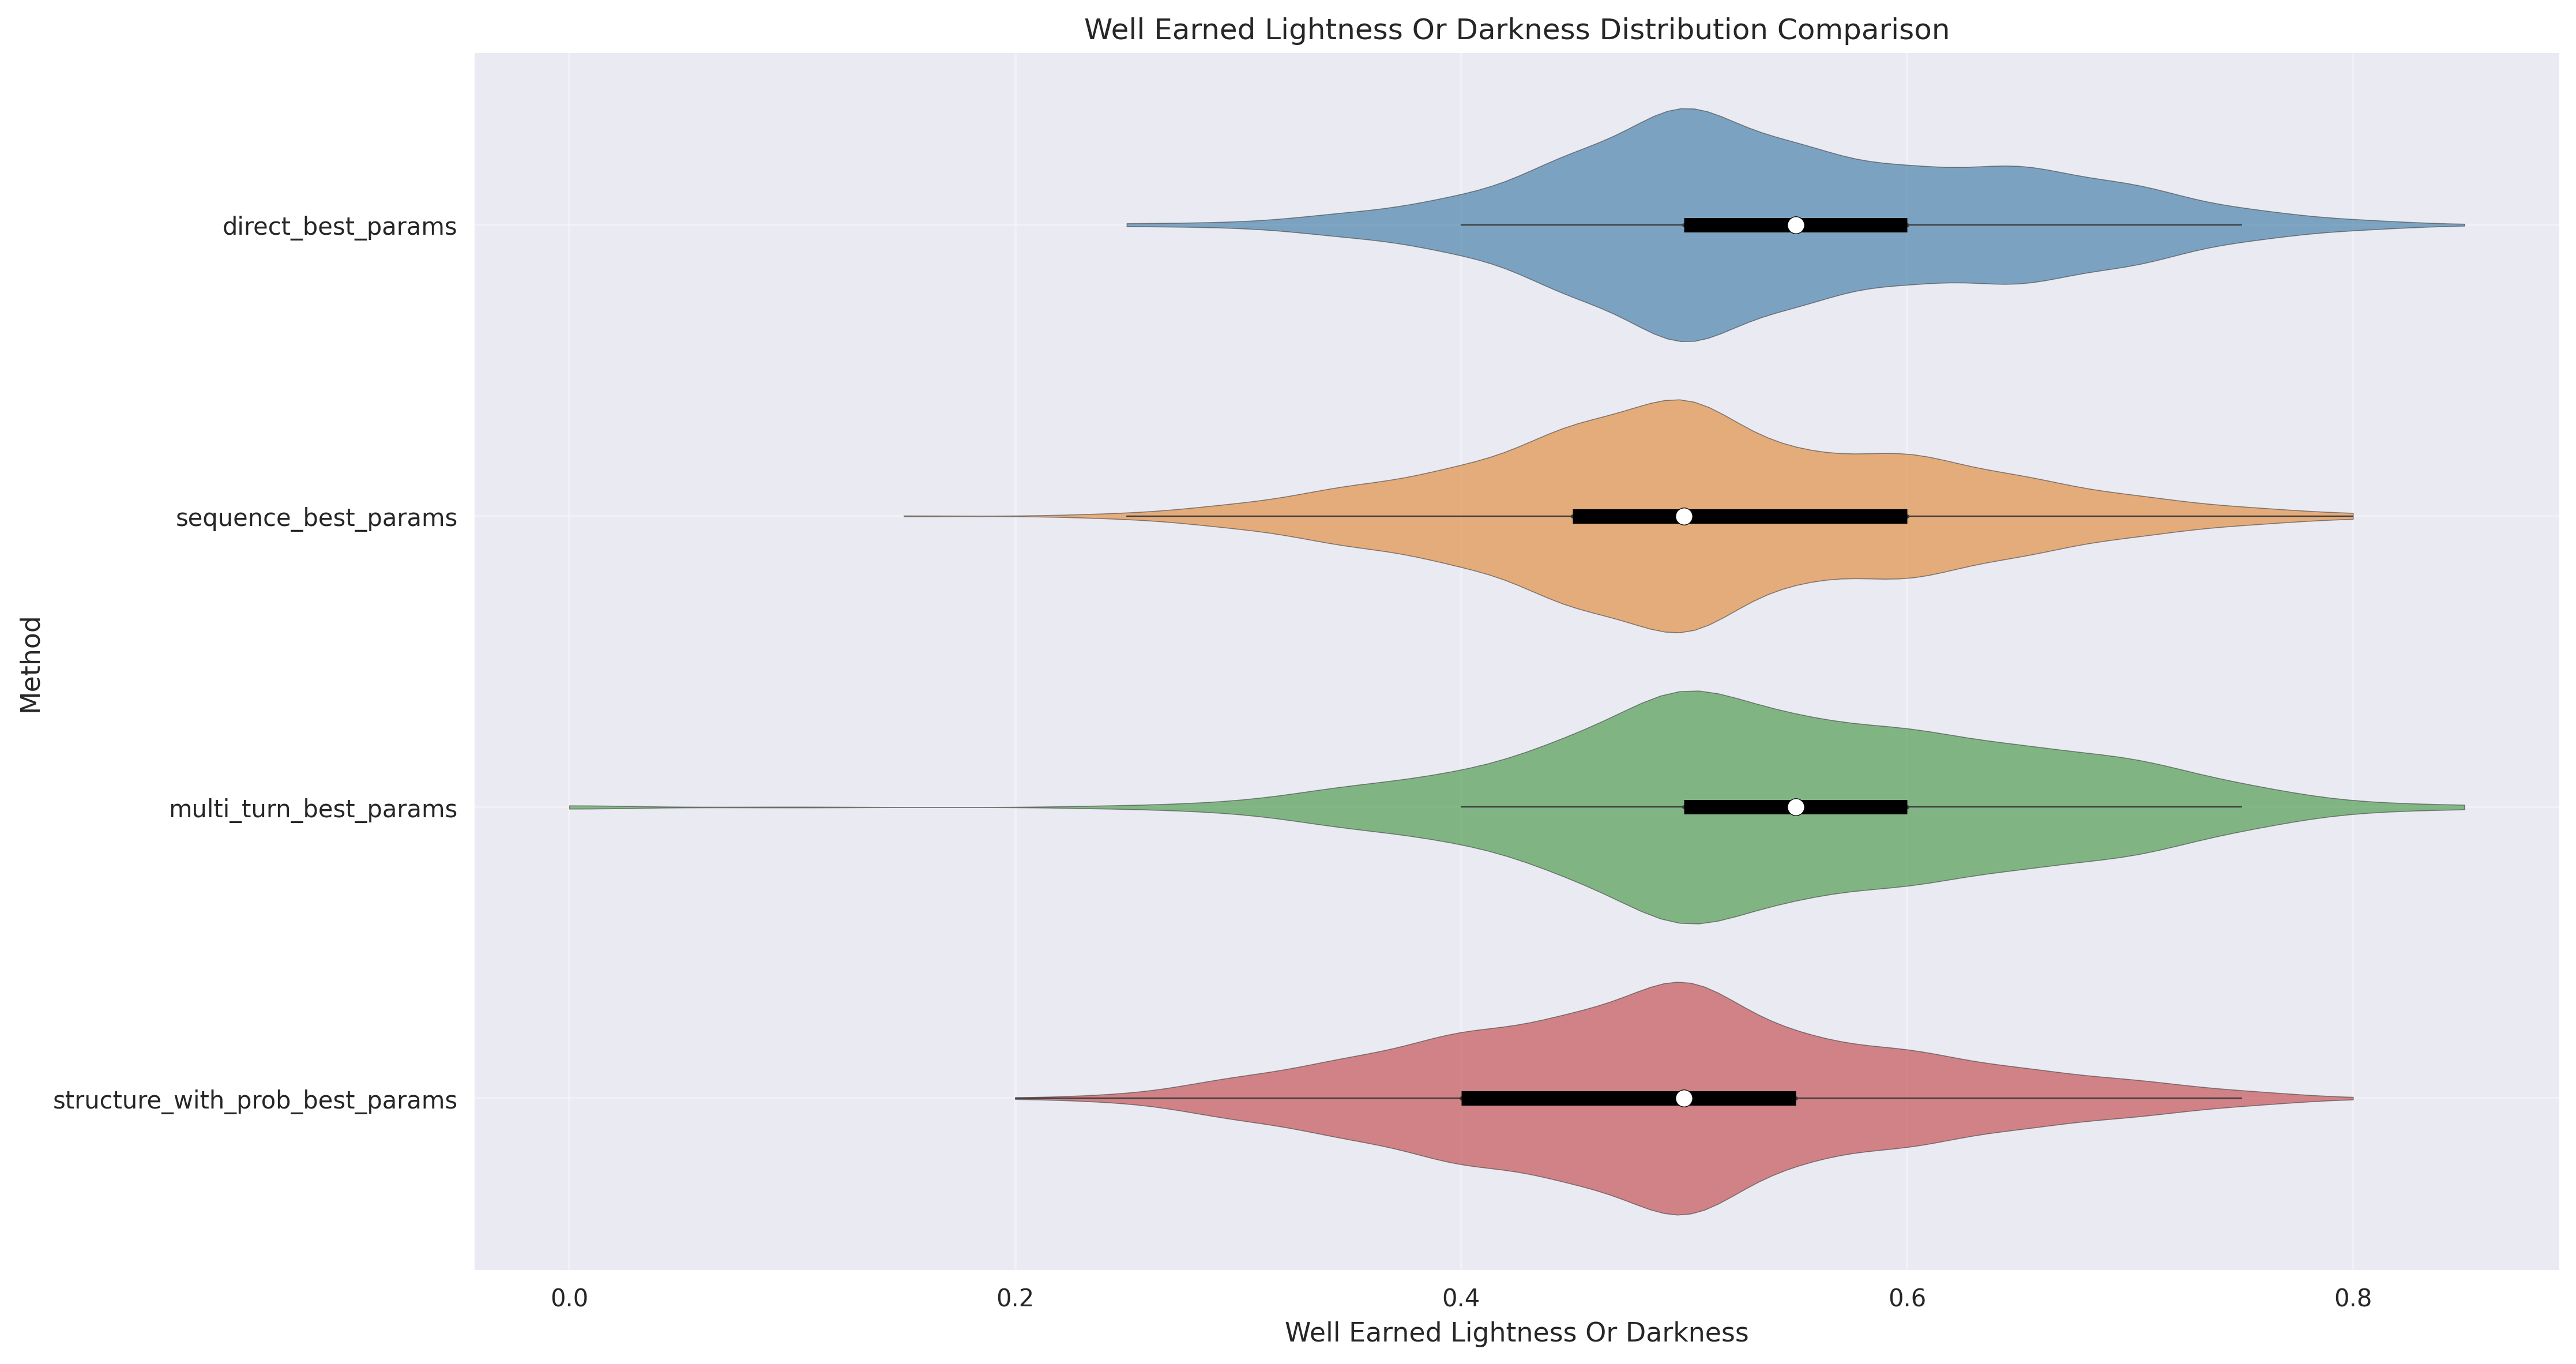 Well Earned Lightness Or Darkness Distribution Comparison
direct_best_params
sequence_best_params
Method
multi_turn_best_params
structure_with_prob_best_params
0.0 0.2 0.4 0.6 0.8
Well Earned Lightness Or Darkness